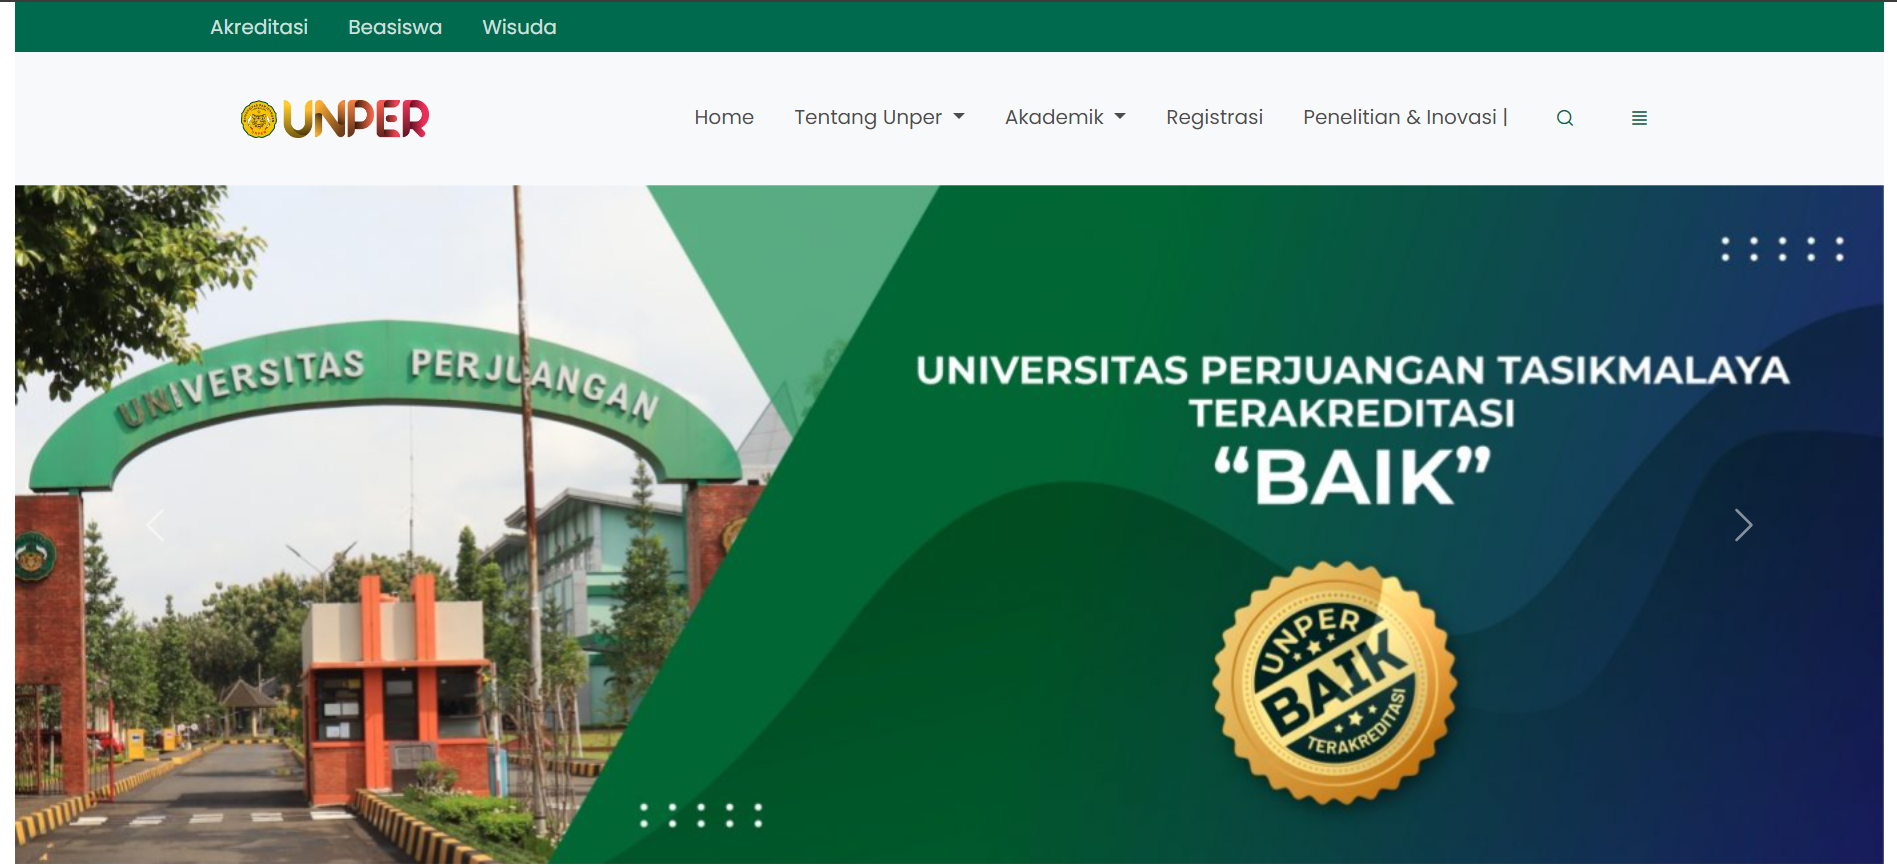 Akreditasi Beasiswa Wisuda
UNPER
Home Tentang Unper Akademik Registrasi Penelitian & Inovasi |
UNIVERSITAS PERJUANGAN
UNIVERSITAS PERJUANGAN TASIKMALAYA
TERAKREDITASI
“BAIK”
UNPER
BAIK
TERAKREDITASI